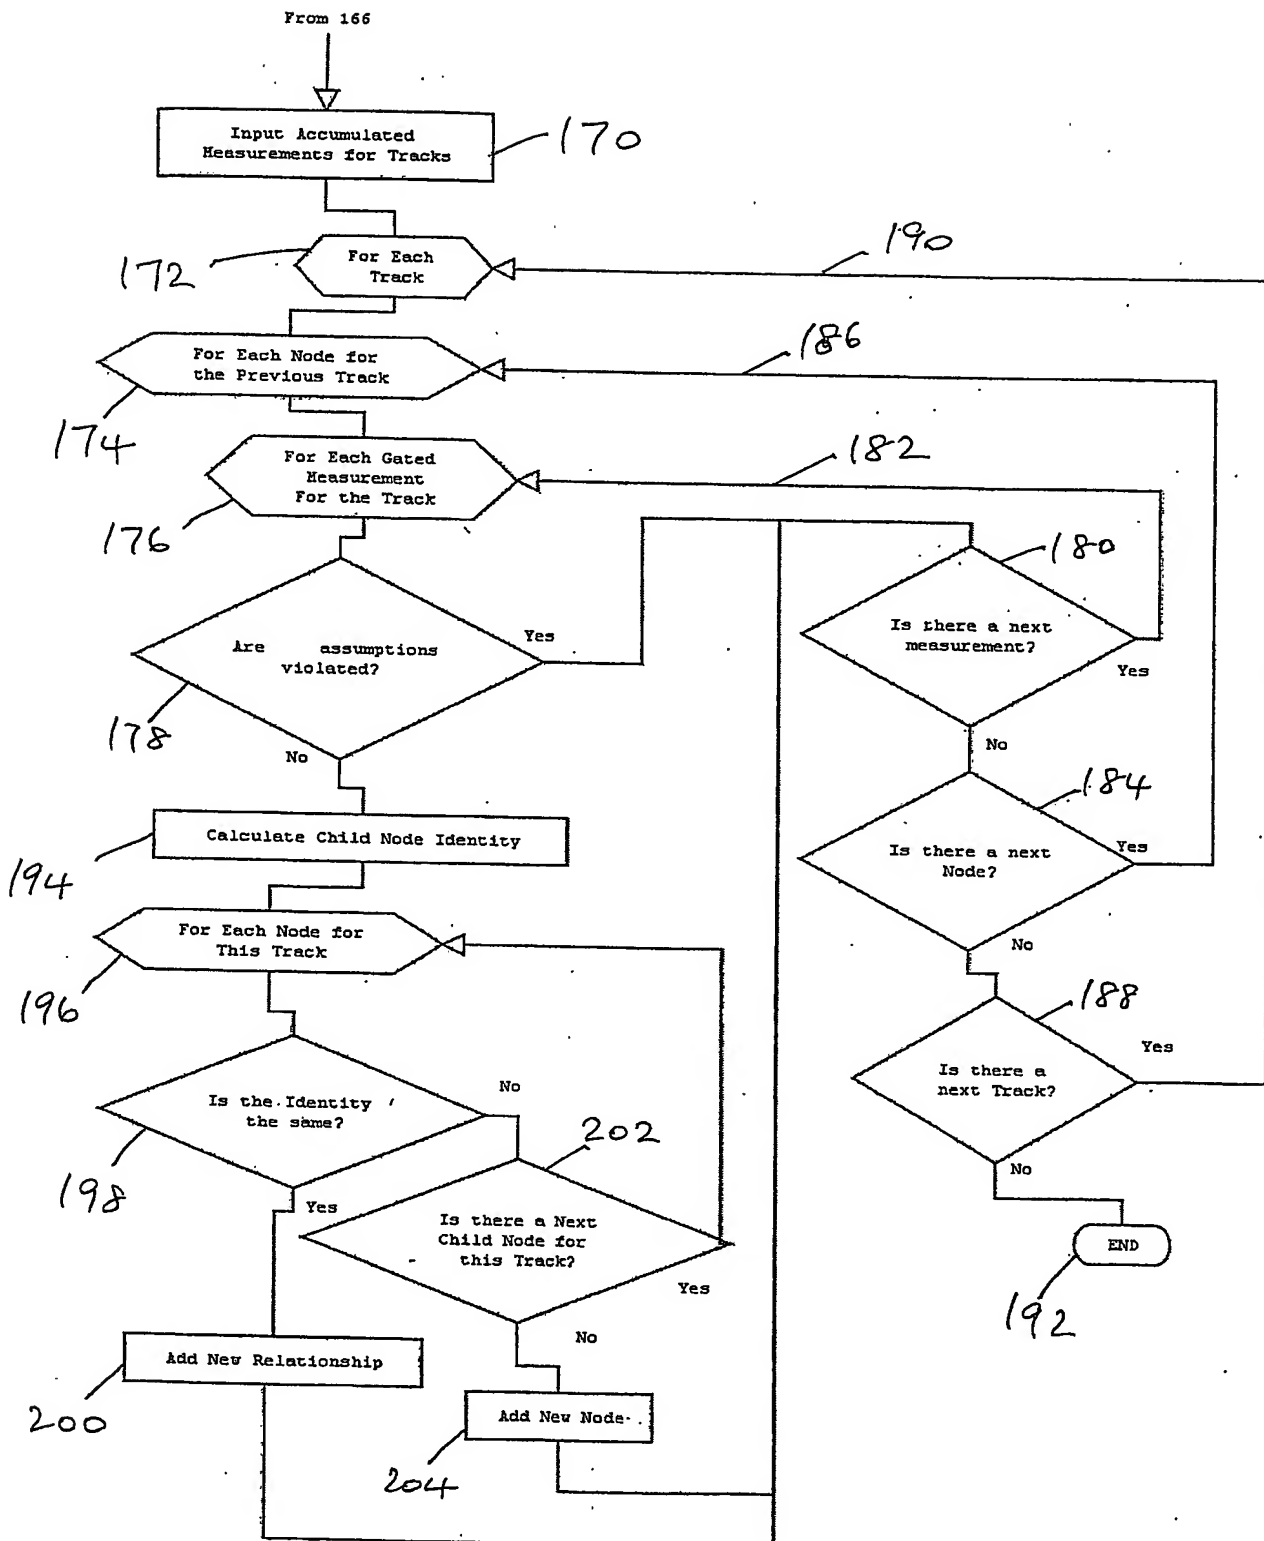 From 166
Input Accumulated
Measurements for Tracks
170
For Each
Track
172
190
For Each Node for
the Previous Track
174
186
For Each Gated
Measurement
For the Track
176
182
Are assumptions
violated?
178
Yes
No
Is there a next
measurement?
180
Yes
No
Calculate Child Node Identity
194
Is there a next
Node?
184
Yes
No
For Each Node for
This Track
196
Is there a
next Track?
188
Yes
No
END
192
Is the Identity
the same?
198
No
Yes
202
Is there a Next
Child Node for
this Track?
Yes
No
Add New Relationship
200
Add New Node
204